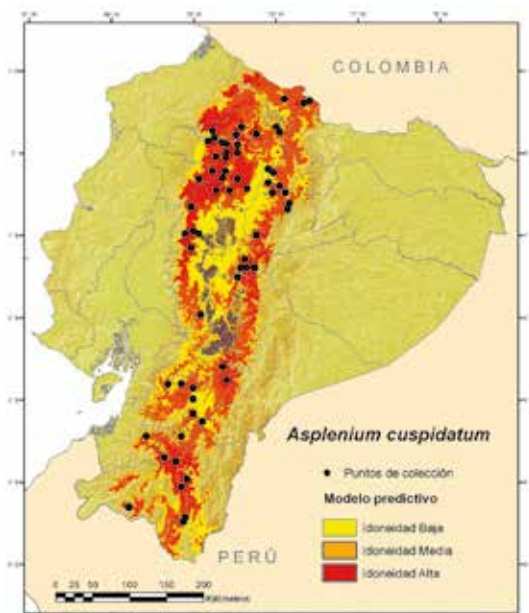 COLOMBIA
Asplenium cuspidatum
Puntos de colección
Modelo predictivo
Idoneidad Baja
Idoneidad Media
Idoneidad Alta
PERÚ
0 25 50 100 150 200